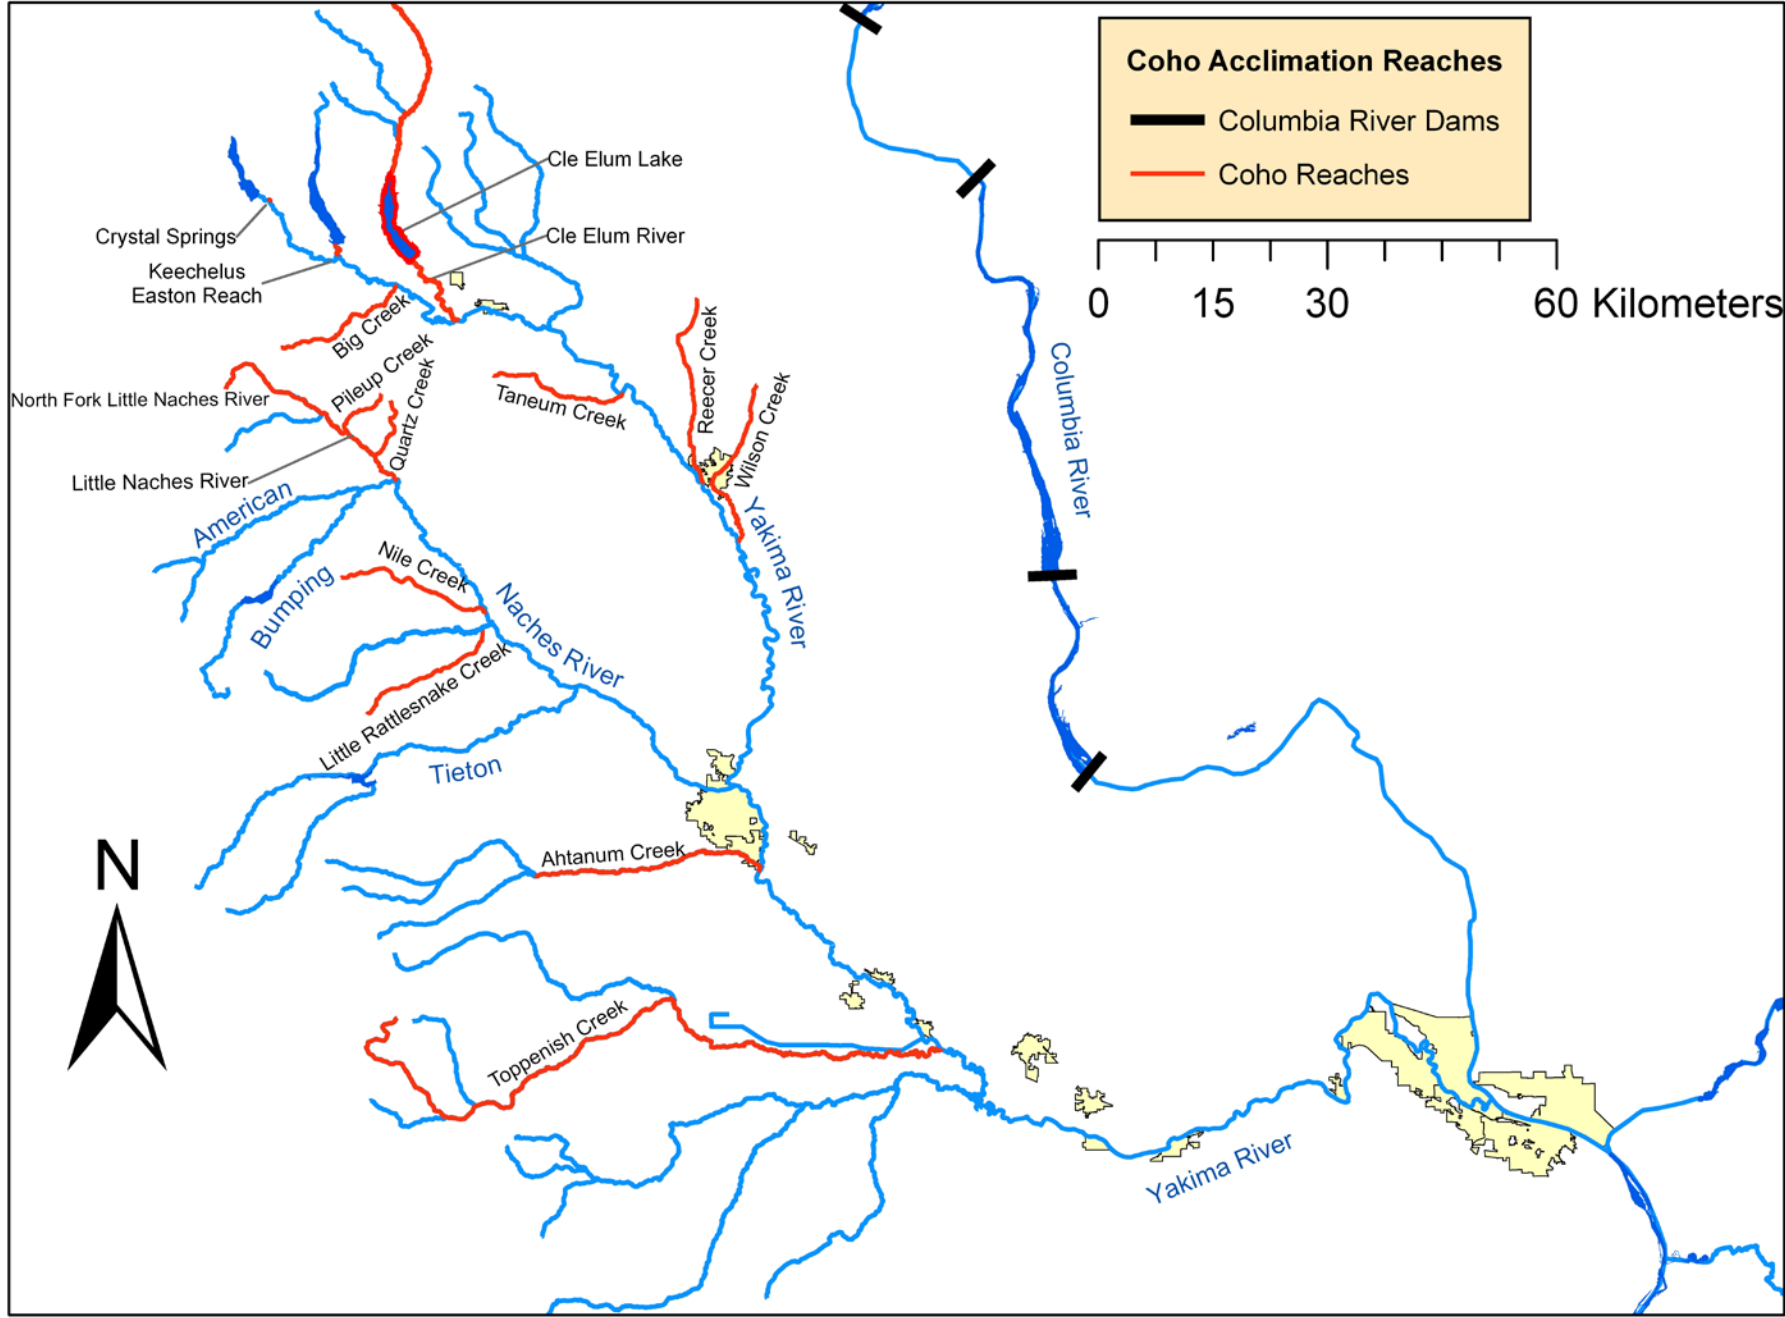 Coho Acclimation Reaches
Columbia River Dams
Coho Reaches
0 15 30 60 Kilometers
Cle Elum Lake
Crystal Springs
Cle Elum River
Keechelus
Easton Reach
Big Creek
Pileup Creek
Quartz Creek
North Fork Little Naches River
Little Naches River
Taneum Creek
Reecer Creek
Wilson Creek
Columbia River
Yakima River
American
Bumping
Nile Creek
Naches River
Little Rattlesnake Creek
Tieton
N
Ahtanum Creek
Toppenish Creek
Yakima River